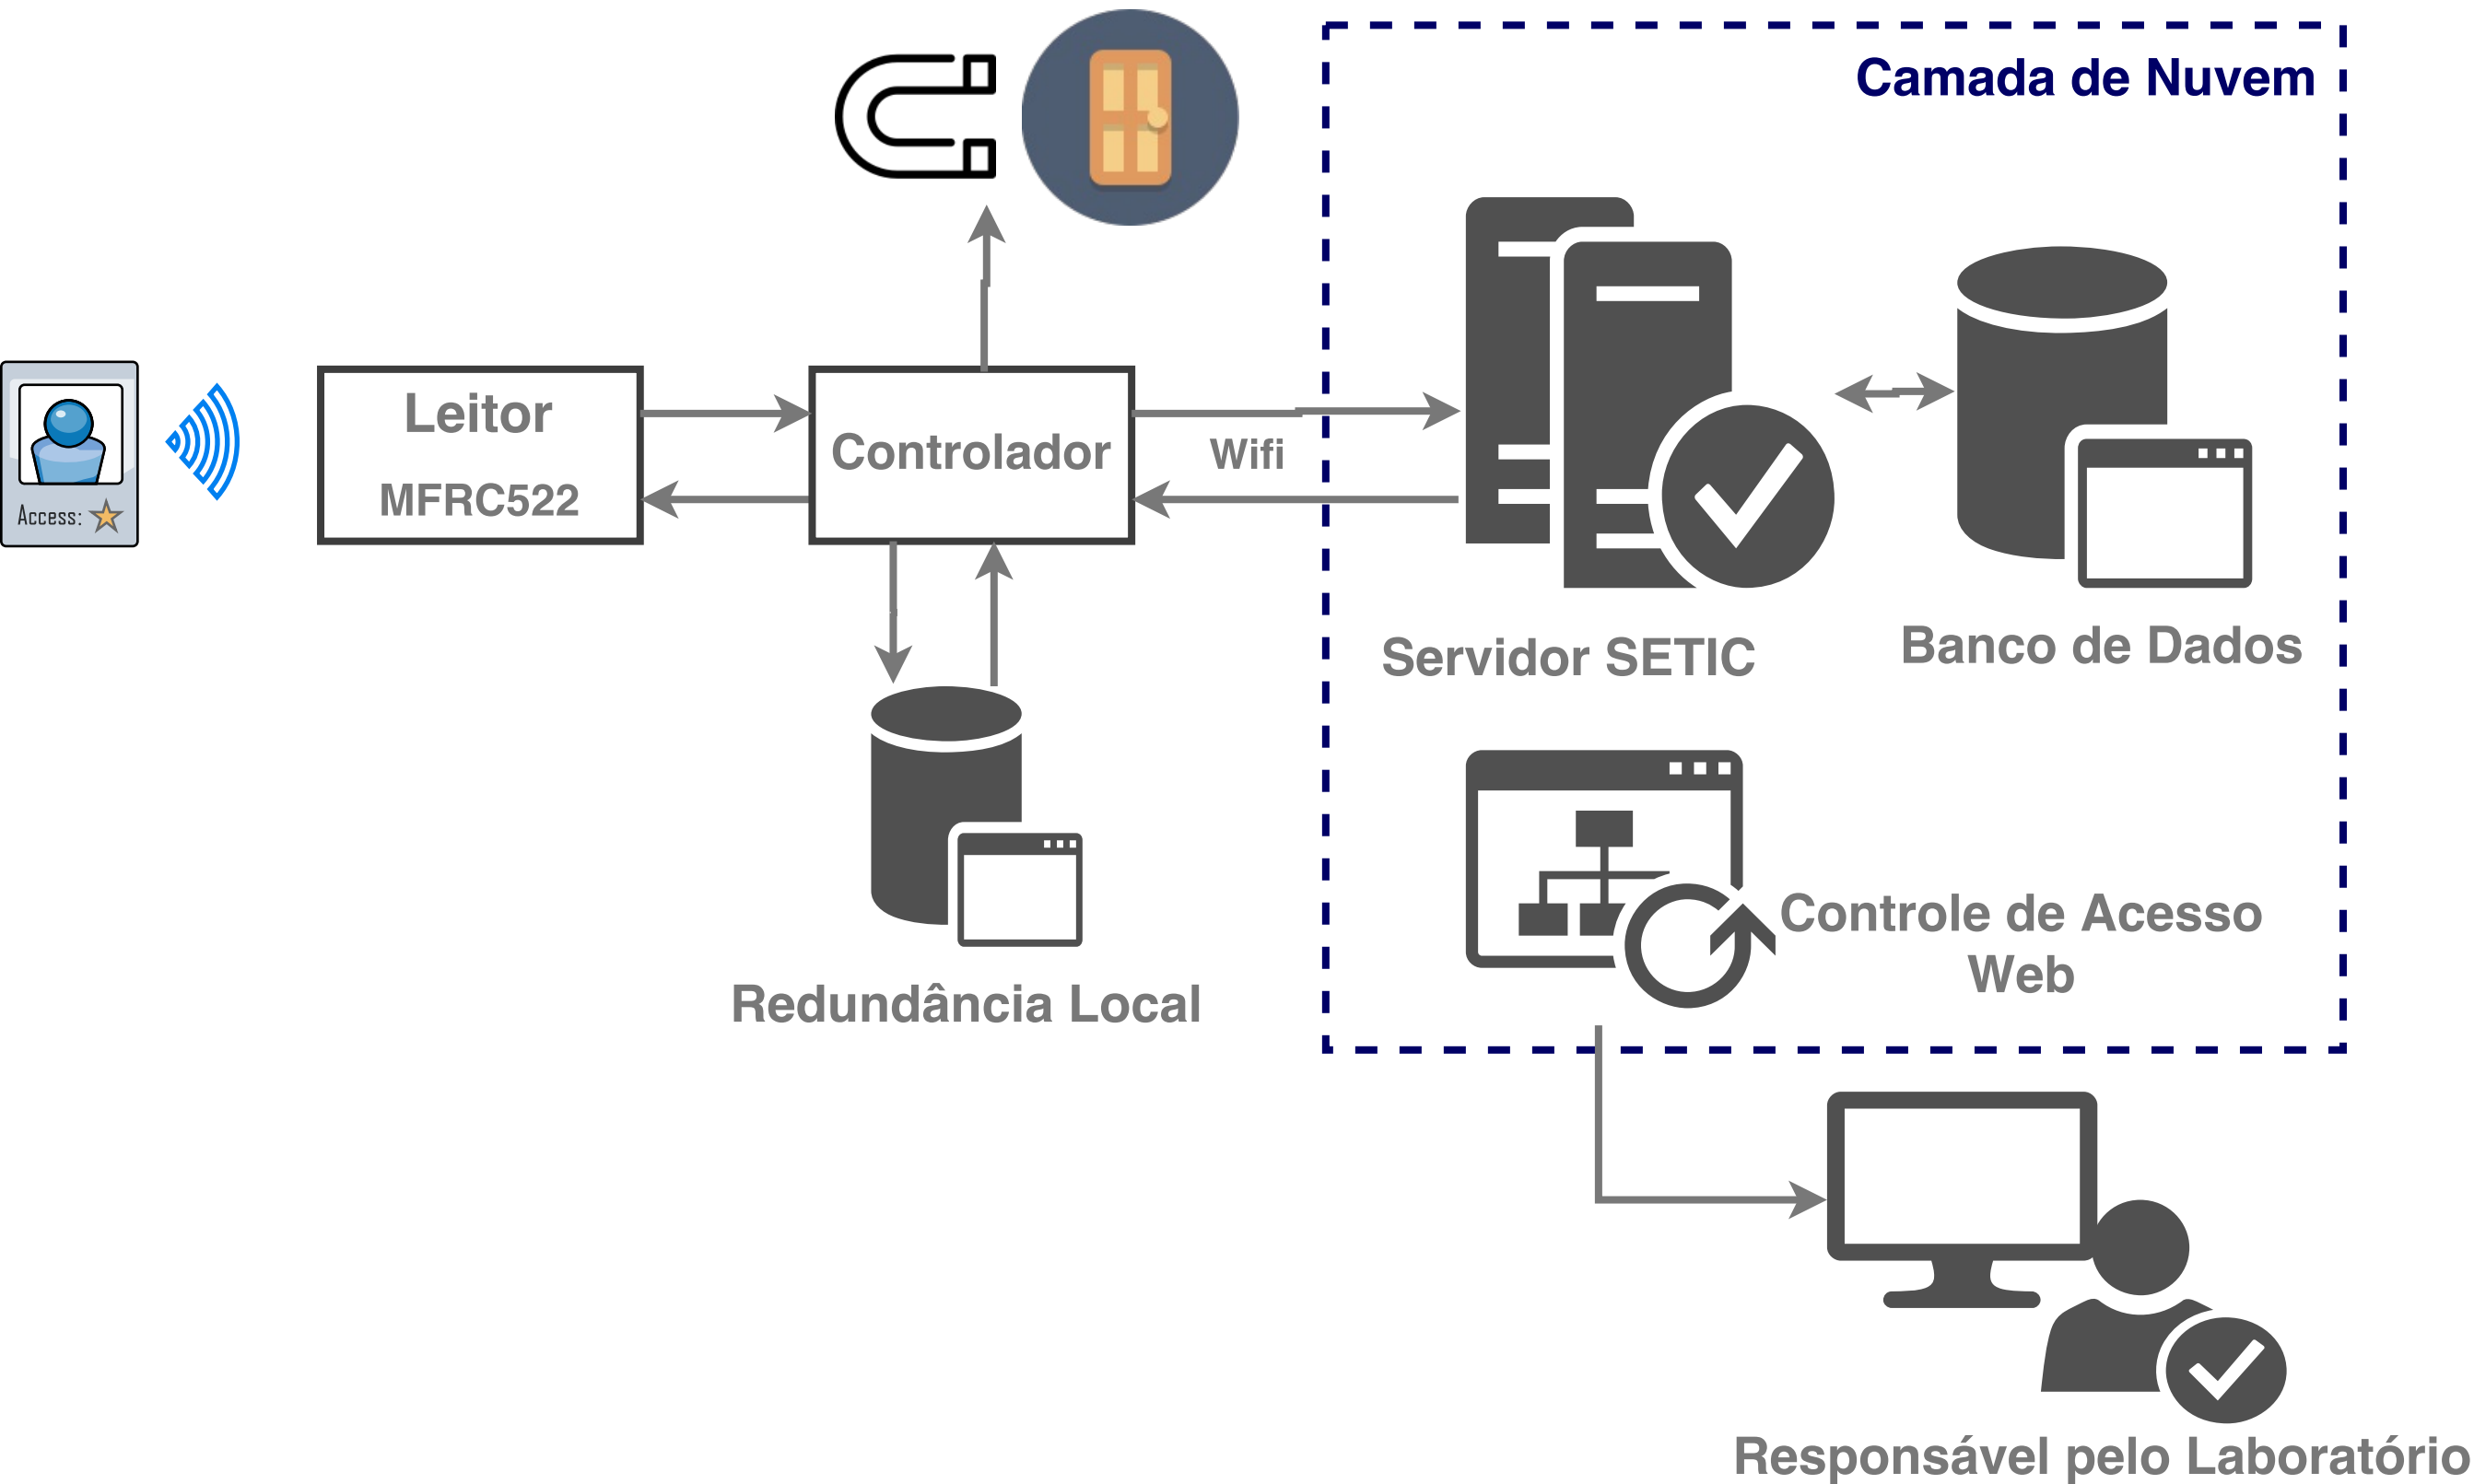 Camada de Nuvem
Leitor
MFRC522
Controlador
Wifi
Access:
Servidor SETIC
Banco de Dados
Controle de Acesso
Web
Redundância Local
Responsável pelo Laboratório